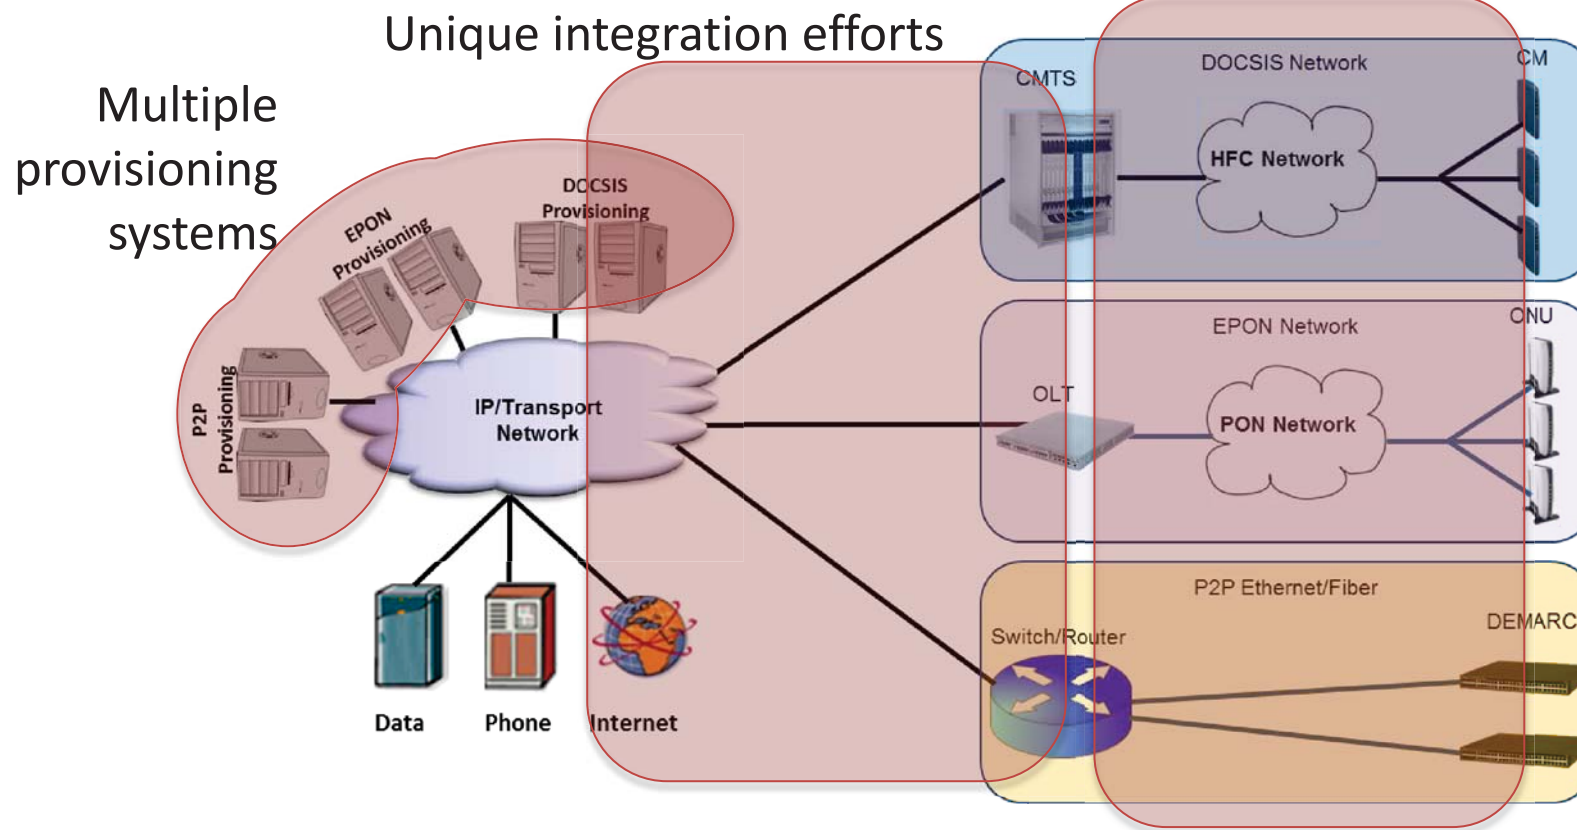 Unique integration efforts
Multiple
provisioning
systems
DOCSIS
Provisioning
EPON
Provisioning
P2P
Provisioning
IP/Transport
Network
Data
Phone
Internet
CMTS
DOCSIS Network
CM
HFC Network
EPON Network
ONU
OLT
PON Network
P2P Ethernet/Fiber
Switch/Router
DEMARC